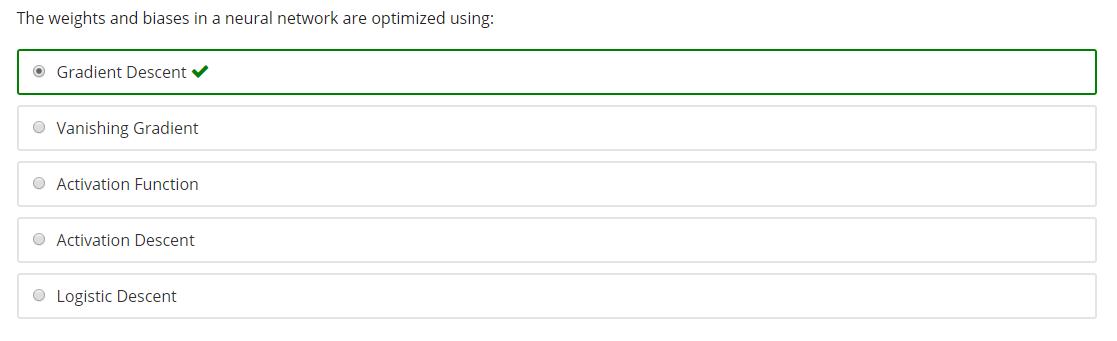 The weights and biases in a neural network are optimized using:
Gradient Descent
Vanishing Gradient
Activation Function
Activation Descent
Logistic Descent